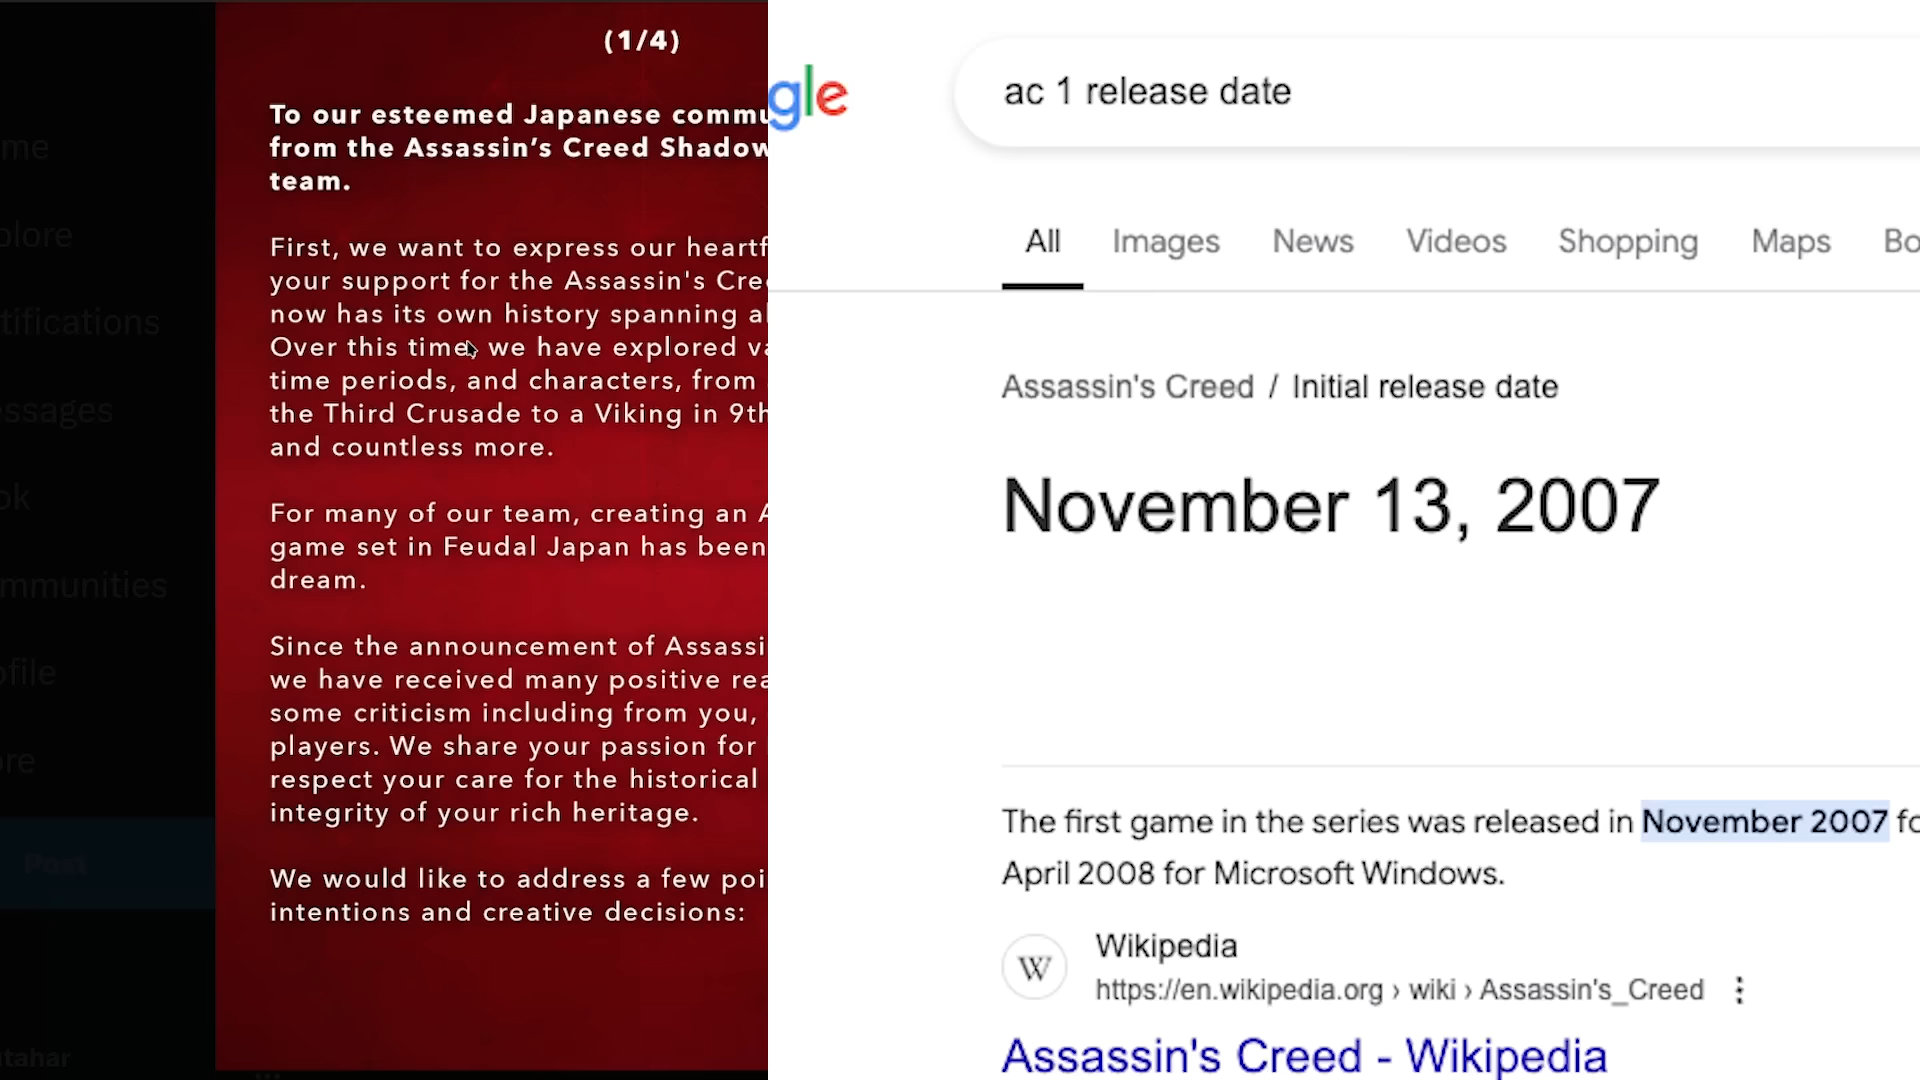 (1/4)
To our esteemed Japanese commu
from the Assassin's Creed Shadow
team.
First, we want to express our heartf
your support for the Assassin's Cre
now has its own history spanning al
Over this time, we have explored va
time periods, and characters, from
the Third Crusade to a Viking in 9th
and countless more.
For many of our team, creating an A
game set in Feudal Japan has been
dream.
Since the announcement of Assassi
we have received many positive rea
some criticism including from you,
players. We share your passion for
respect your care for the historical
integrity of your rich heritage.
We would like to address a few poi
intentions and creative decisions:
me
plore
tifications
essages
ok
mmunities
ofile
ore
Post
tahar
gle
ac 1 release date
All Images News Videos Shopping Maps Bo
Assassin's Creed / Initial release date
November 13, 2007
The first game in the series was released in November 2007 fo
April 2008 for Microsoft Windows.
W
Wikipedia
https://en.wikipedia.org › wiki › Assassin's_Creed
Assassin's Creed - Wikipedia